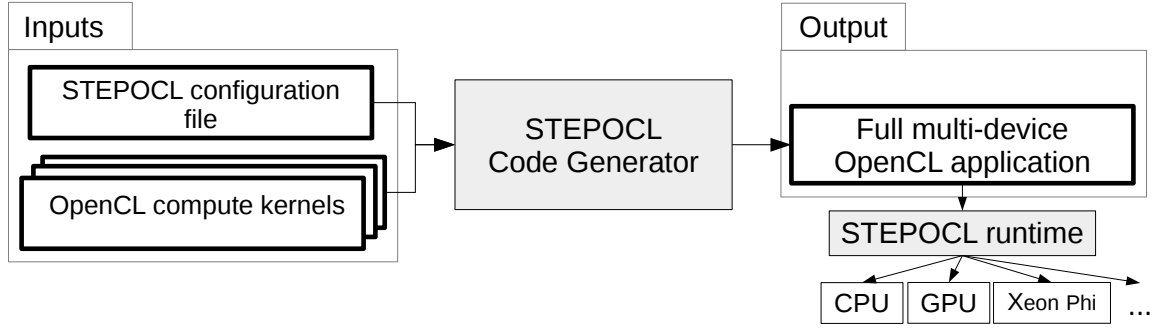 Inputs
STEPOCL configuration
file
OpenCL compute kernels
STEPOCL
Code Generator
Output
Full multi-device
OpenCL application
STEPOCL runtime
CPU
GPU
Xeon Phi
...